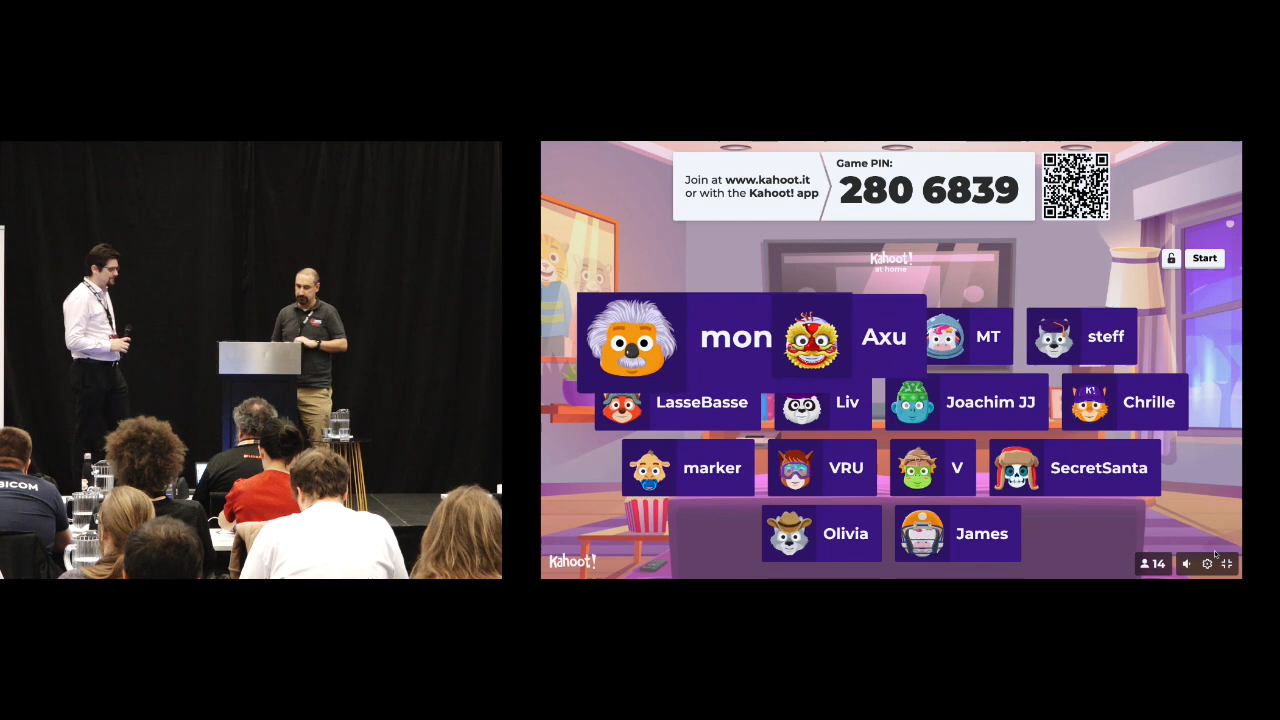 Join at www.kahoot.it
or with the Kahoot! app
Game PIN:
280 6839
Kahoot!
at home
Start
mon
Axu
MT
steff
LasseBasse
Liv
Joachim JJ
K!
Chrille
marker
VRU
V
SecretSanta
Olivia
James
Kahoot!
14
BICOM